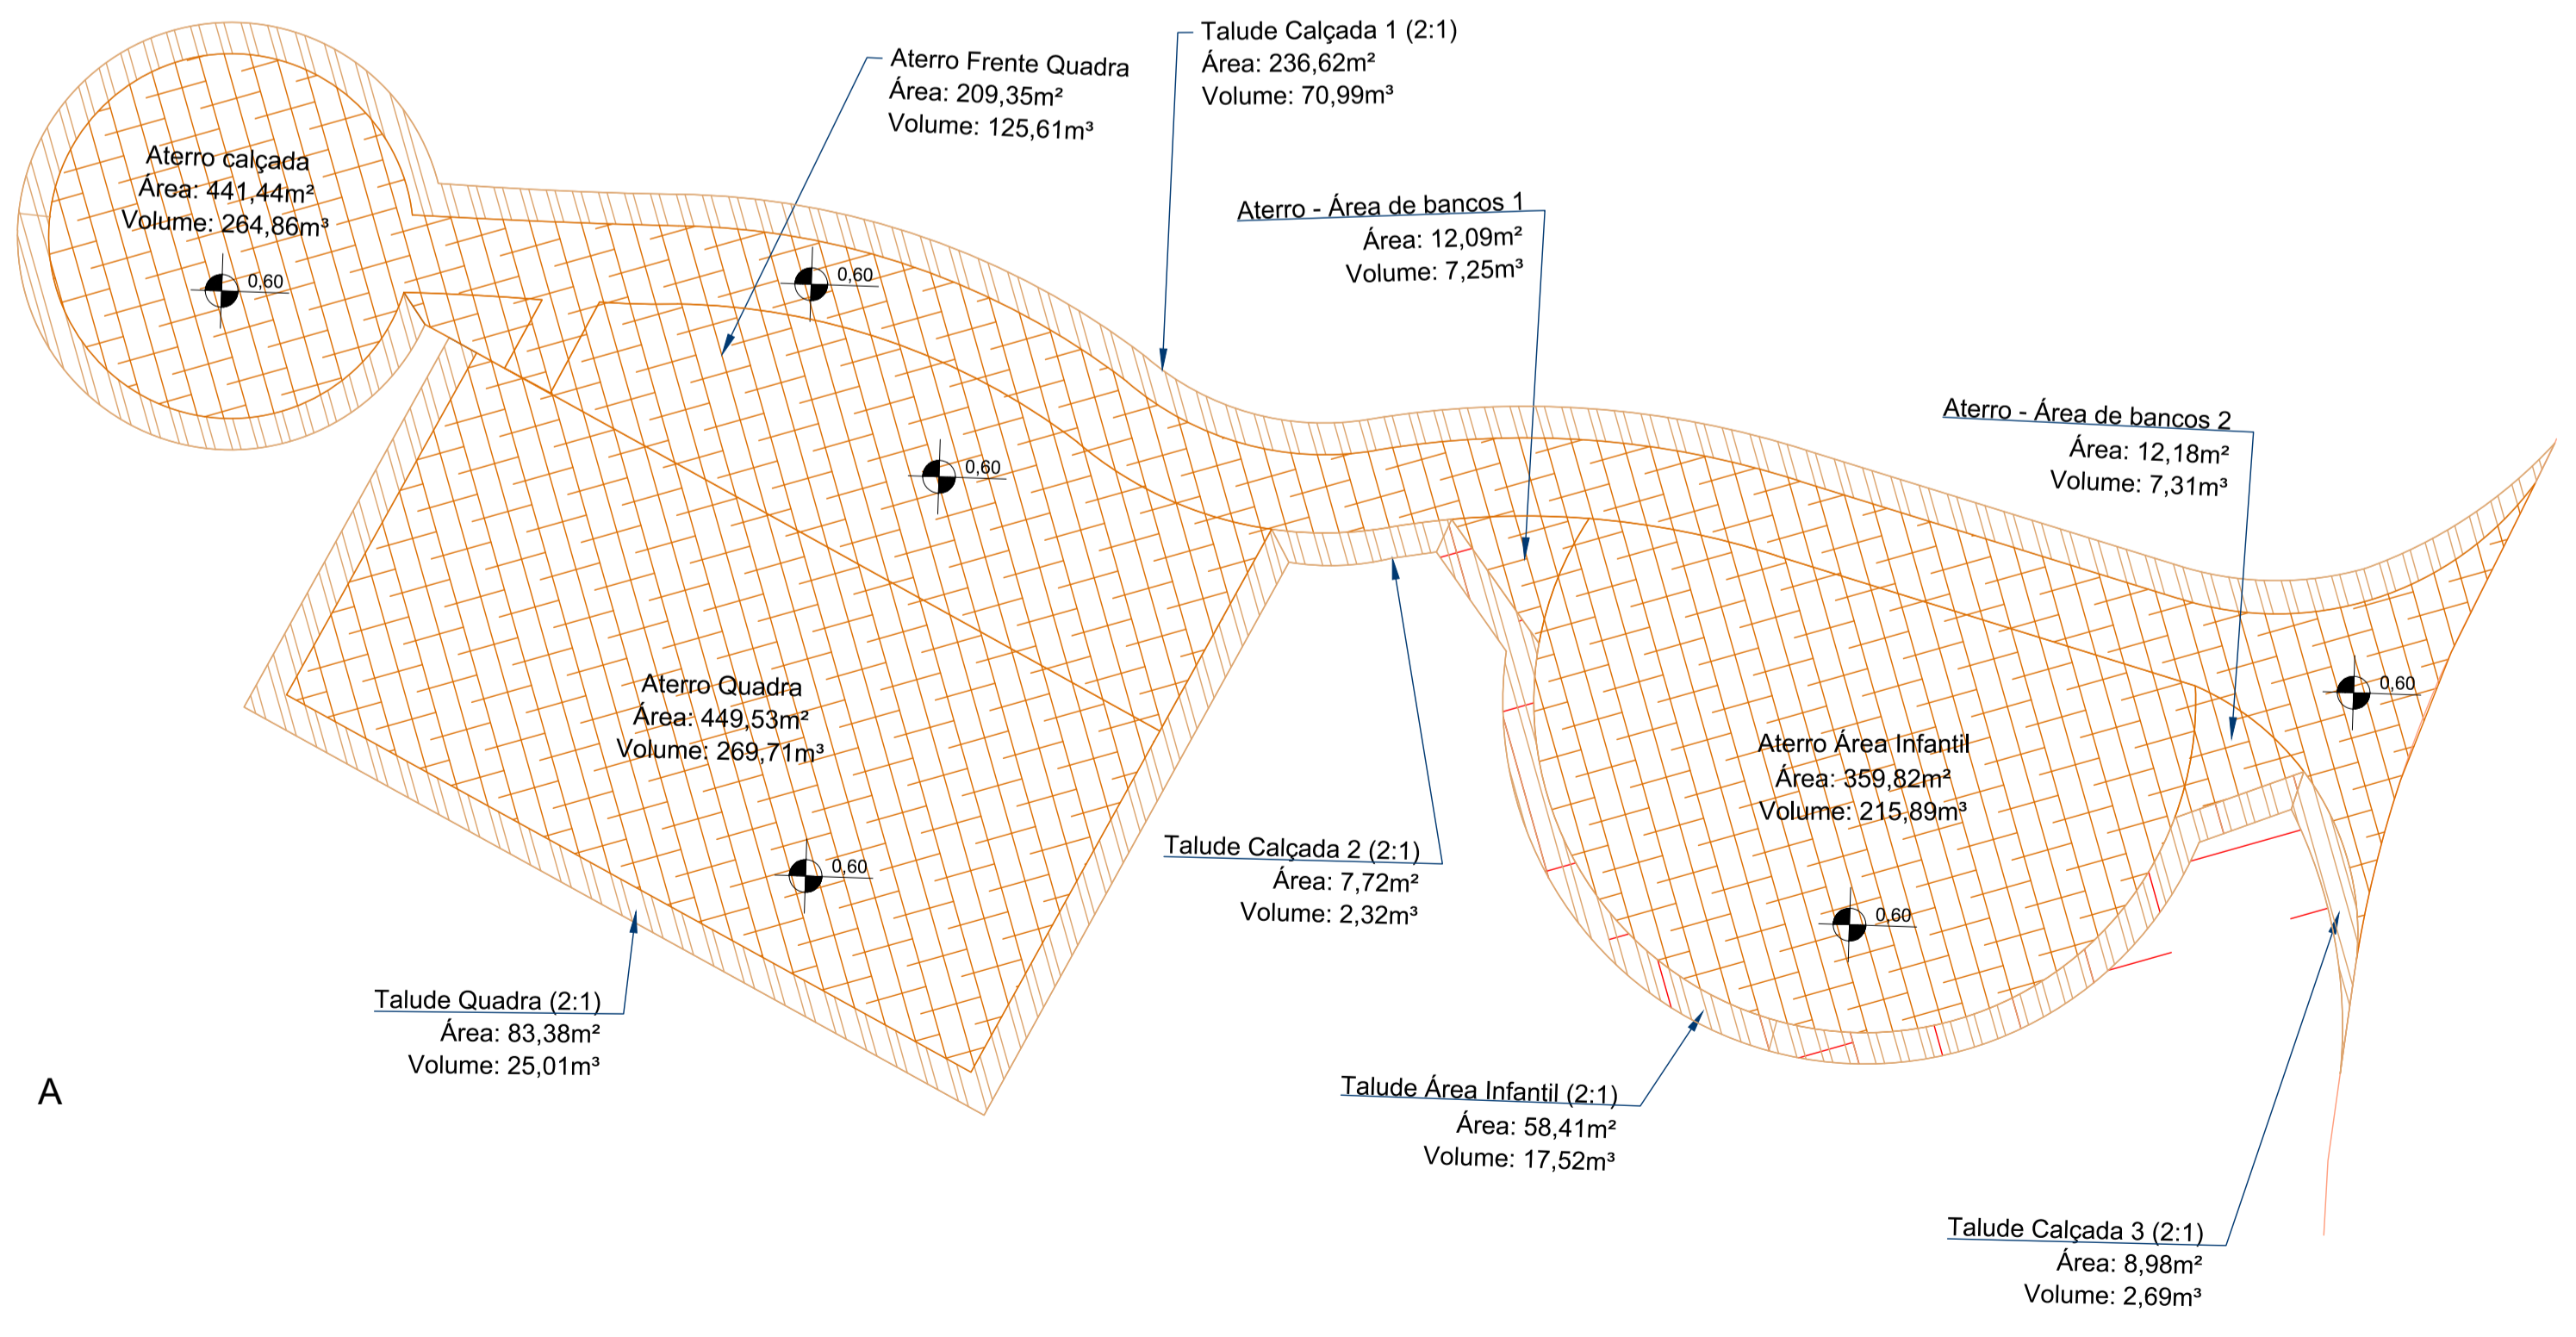 Talude Calçada 1 (2:1)
Área: 236,62m²
Volume: 70,99m³
Aterro Frente Quadra
Área: 209,35m²
Volume: 125,61m³
Aterro calçada
Área: 441,44m²
Volume: 264,86m³
0,60
0,60
Aterro - Área de bancos 1
Área: 12,09m²
Volume: 7,25m³
Aterro - Área de bancos 2
Área: 12,18m²
Volume: 7,31m³
0,60
0,60
Aterro Quadra
Área: 449,53m²
Volume: 269,71m³
0,60
Aterro Área Infantil
Área: 359,82m²
Volume: 215,89m³
0,60
Talude Calçada 2 (2:1)
Área: 7,72m²
Volume: 2,32m³
Talude Quadra (2:1)
Área: 83,38m²
Volume: 25,01m³
A
Talude Área Infantil (2:1)
Área: 58,41m²
Volume: 17,52m³
Talude Calçada 3 (2:1)
Área: 8,98m²
Volume: 2,69m³